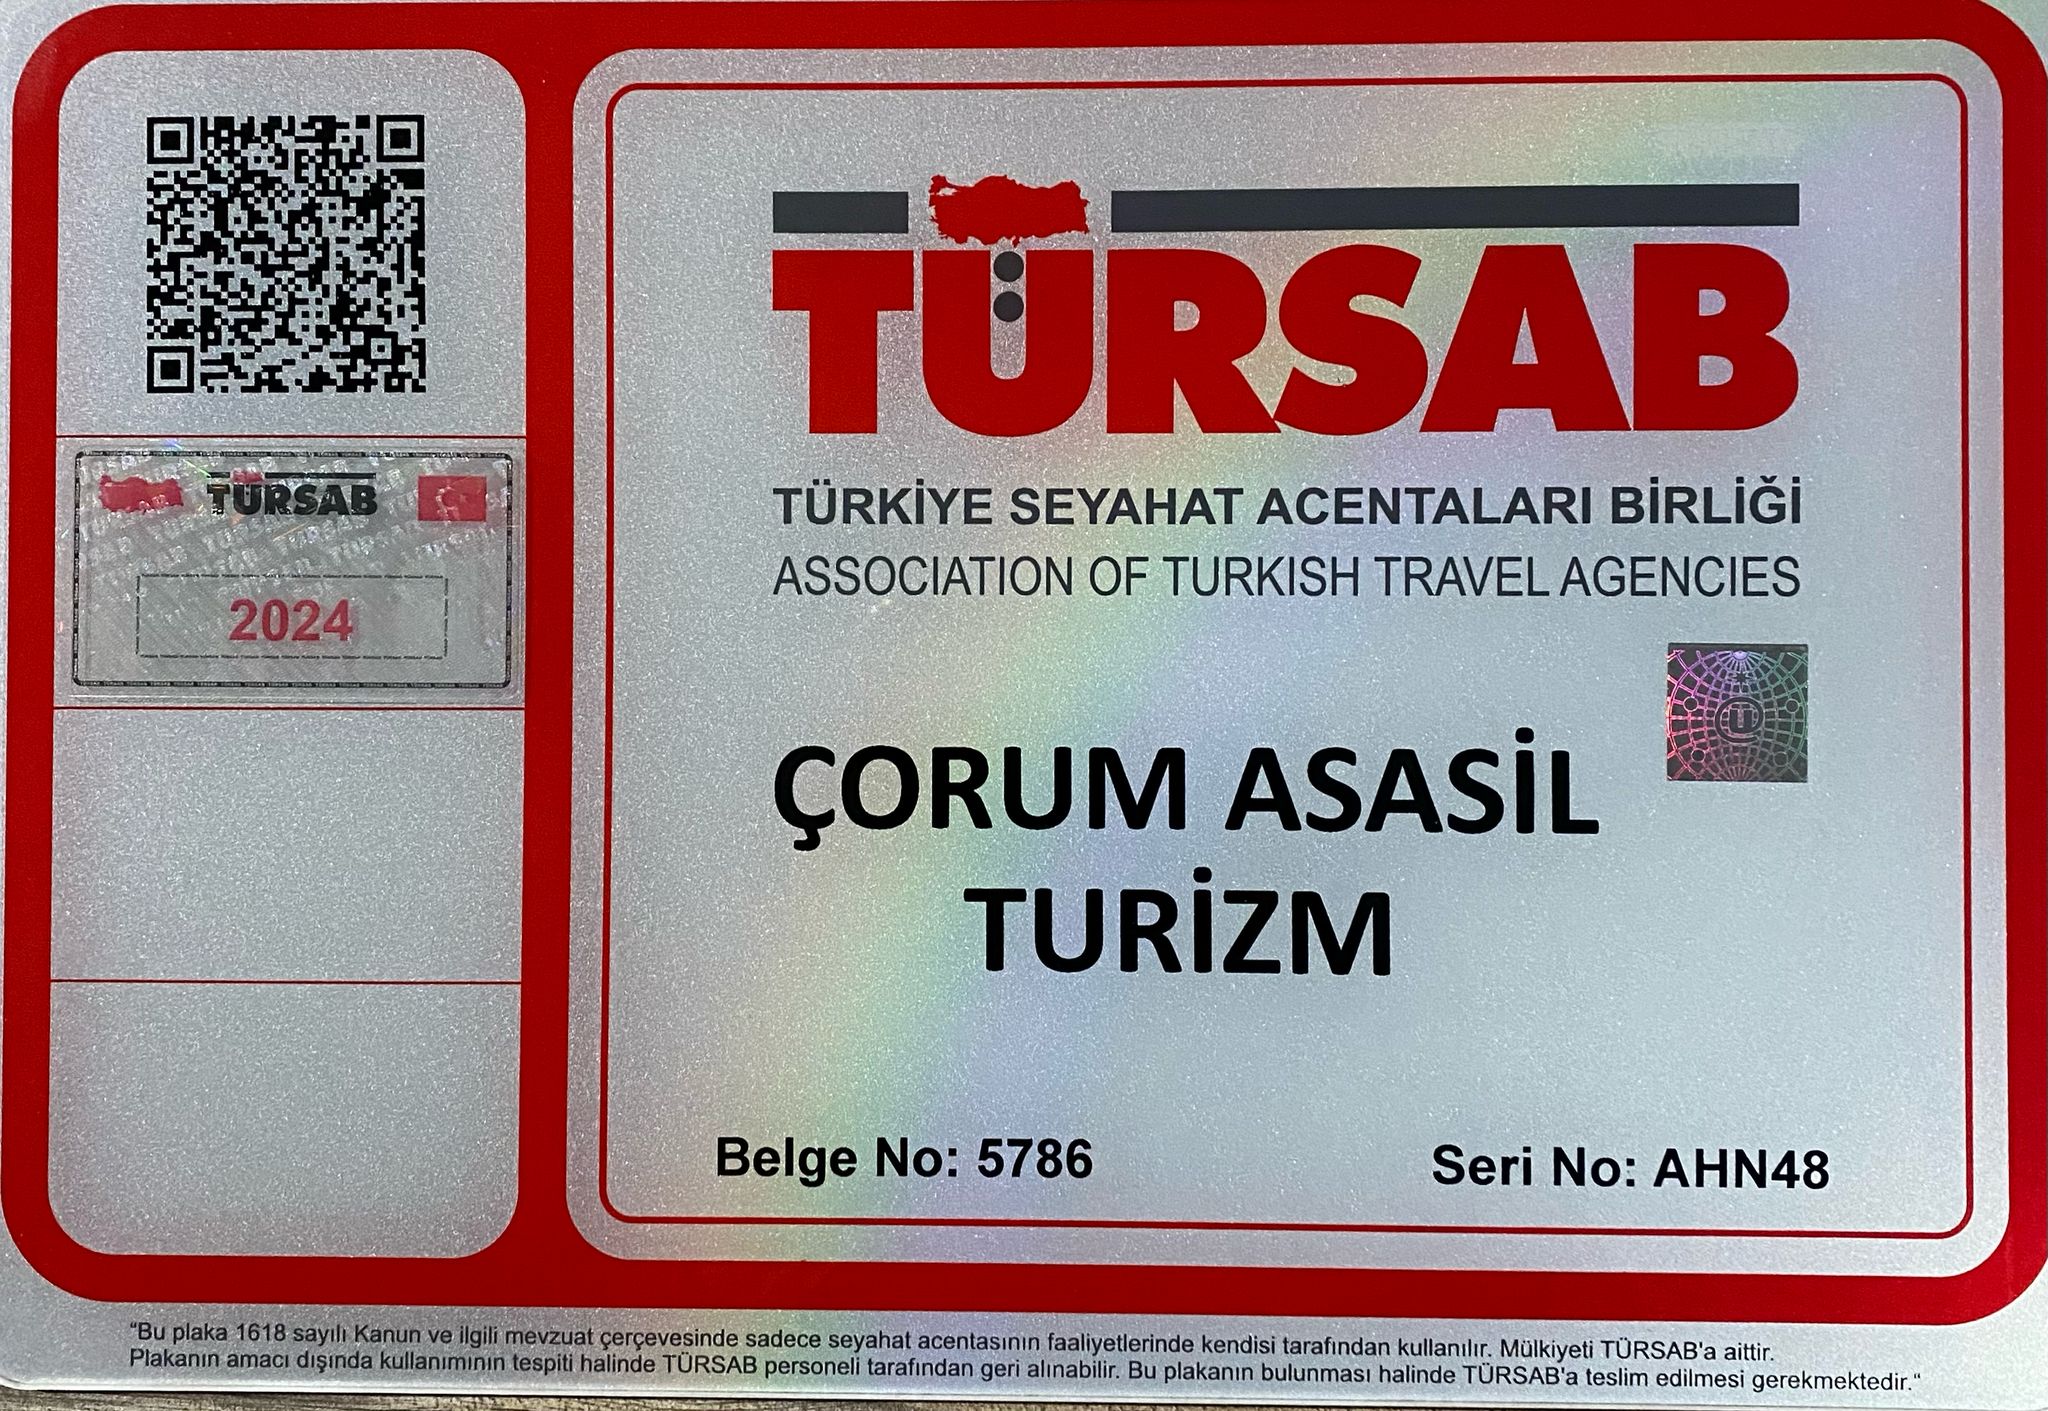 TÜRSAB
2024
TÜRSAB
TÜRKİYE SEYAHAT ACENTALARI BİRLİĞİ
ASSOCIATION OF TURKISH TRAVEL AGENCIES
ÇORUM ASASİL
TURİZM
Belge No: 5786
Seri No: AHN48
“Bu plaka 1618 sayılı Kanun ve ilgili mevzuat çerçevesinde sadece seyahat acentasının faaliyetlerinde kendisi tarafından kullanılır. Mülkiyeti TÜRSAB'a aittir.
Plakanın amacı dışında kullanımının tespiti halinde TÜRSAB personeli tarafından geri alınabilir. Bu plakanın bulunması halinde TÜRSAB'a teslim edilmesi gerekmektedir.“